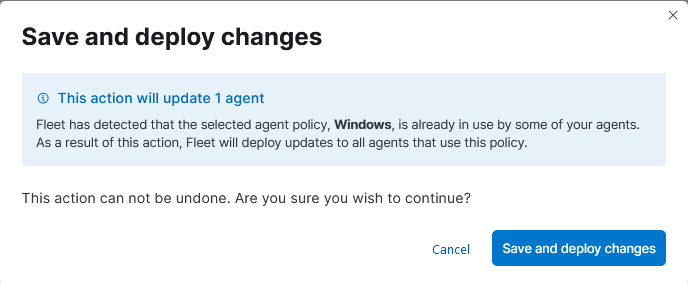 Save and deploy changes
This action will update 1 agent
Fleet has detected that the selected agent policy, Windows, is already in use by some of your agents.
As a result of this action, Fleet will deploy updates to all agents that use this policy.
This action can not be undone. Are you sure you wish to continue?
Cancel
Save and deploy changes